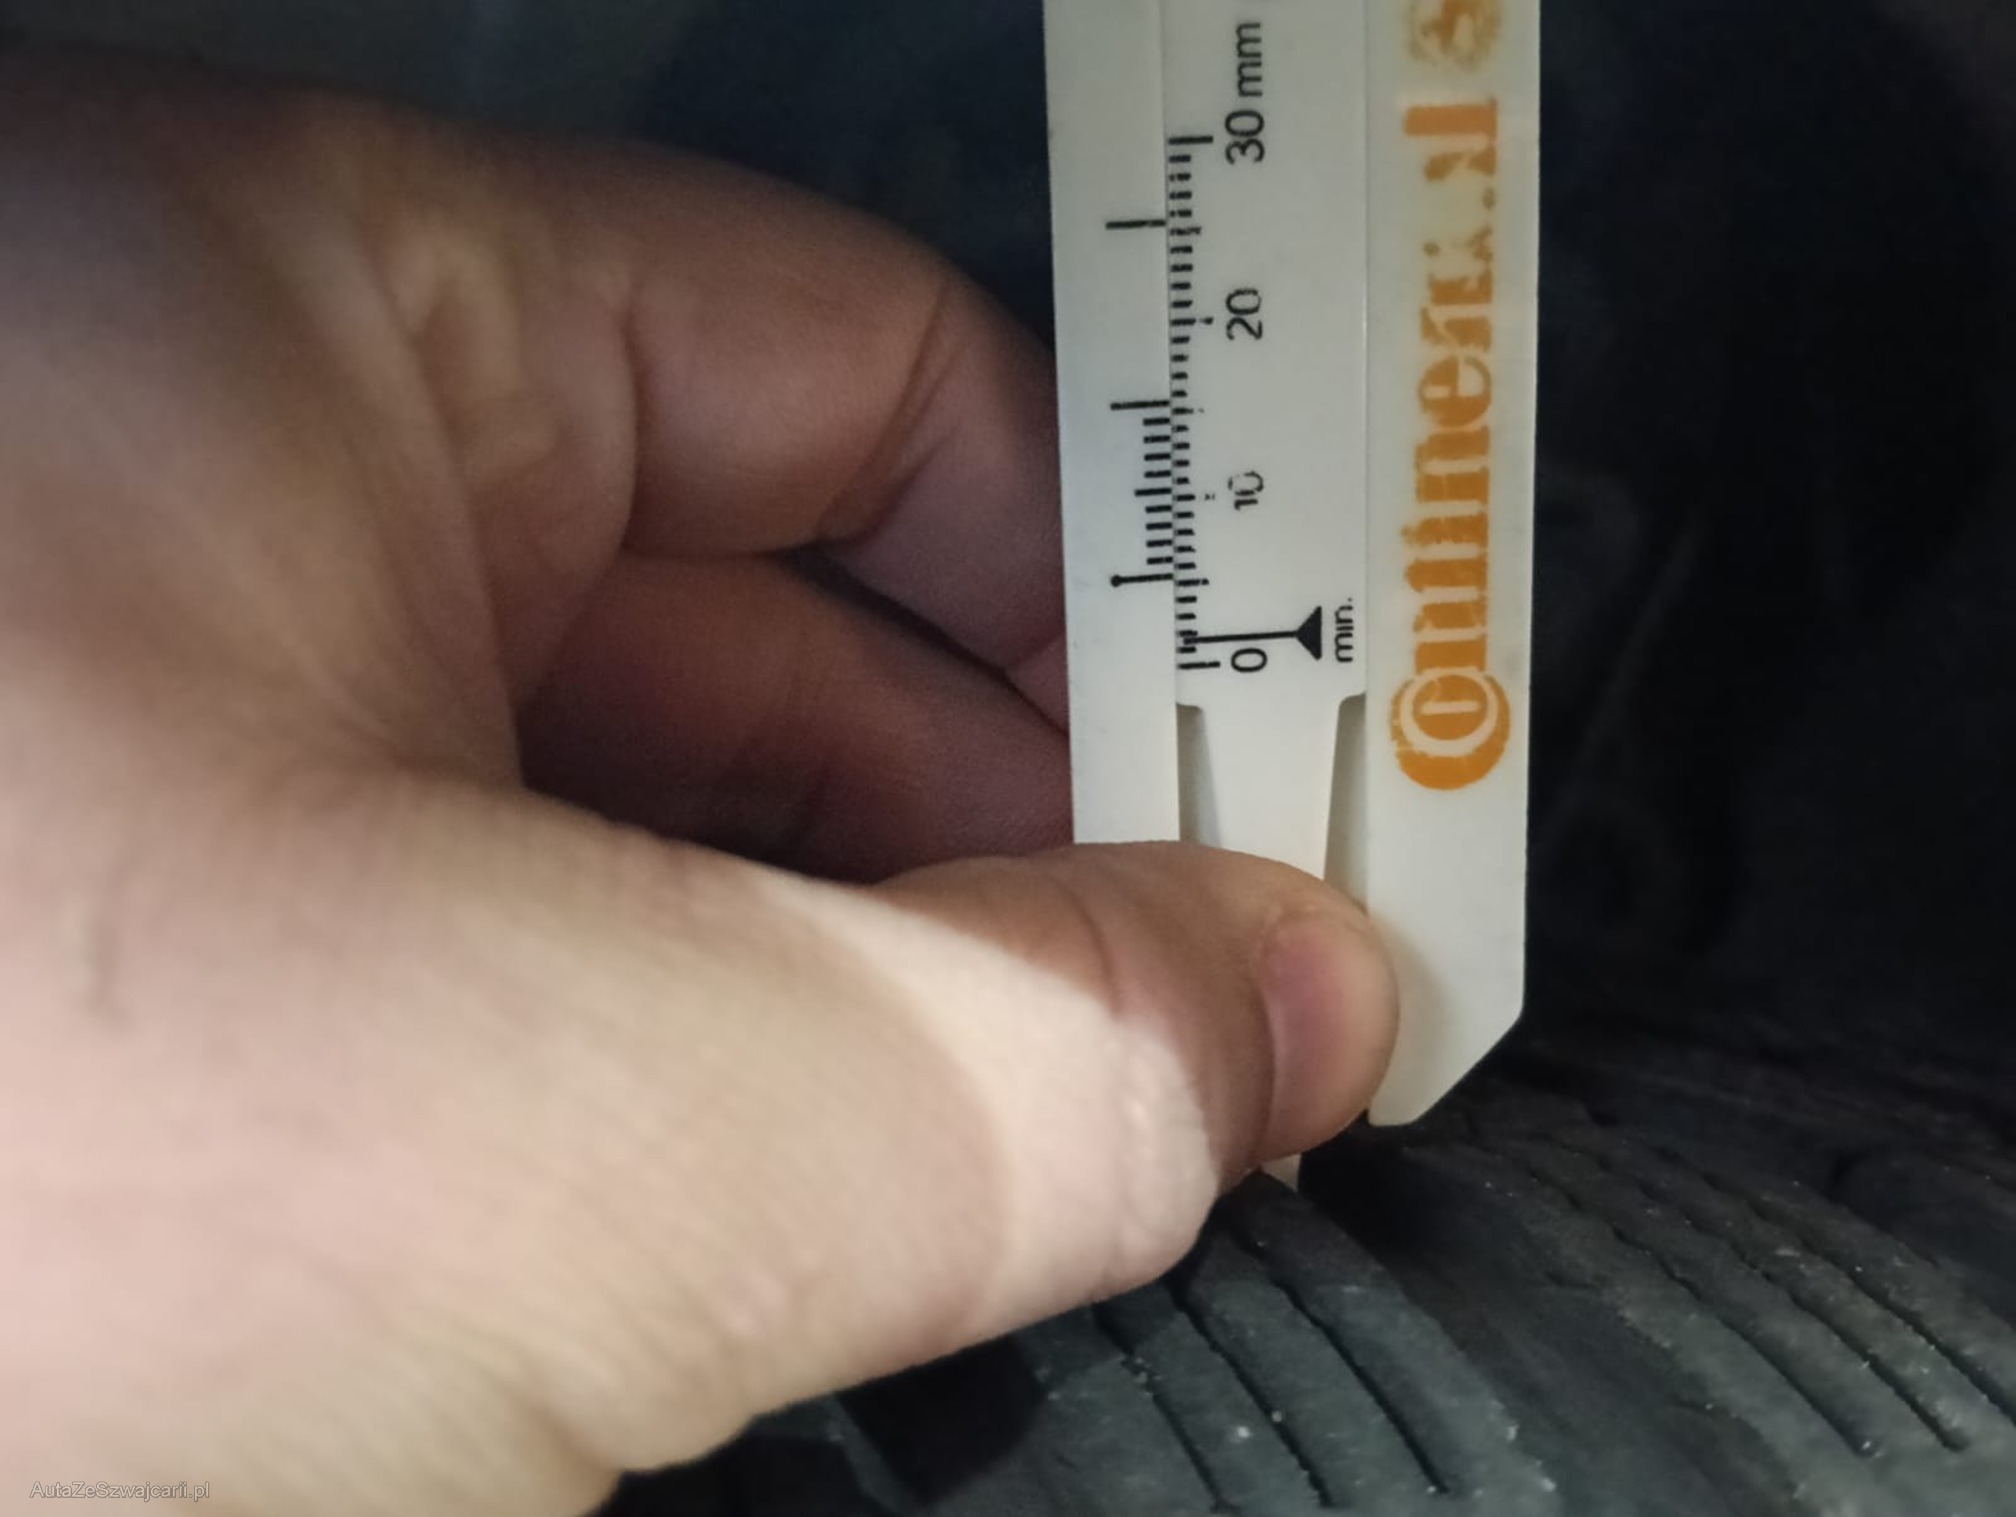 30 mm
20
10
0
min.
Continental
AutaZeSzwajcarii.pl